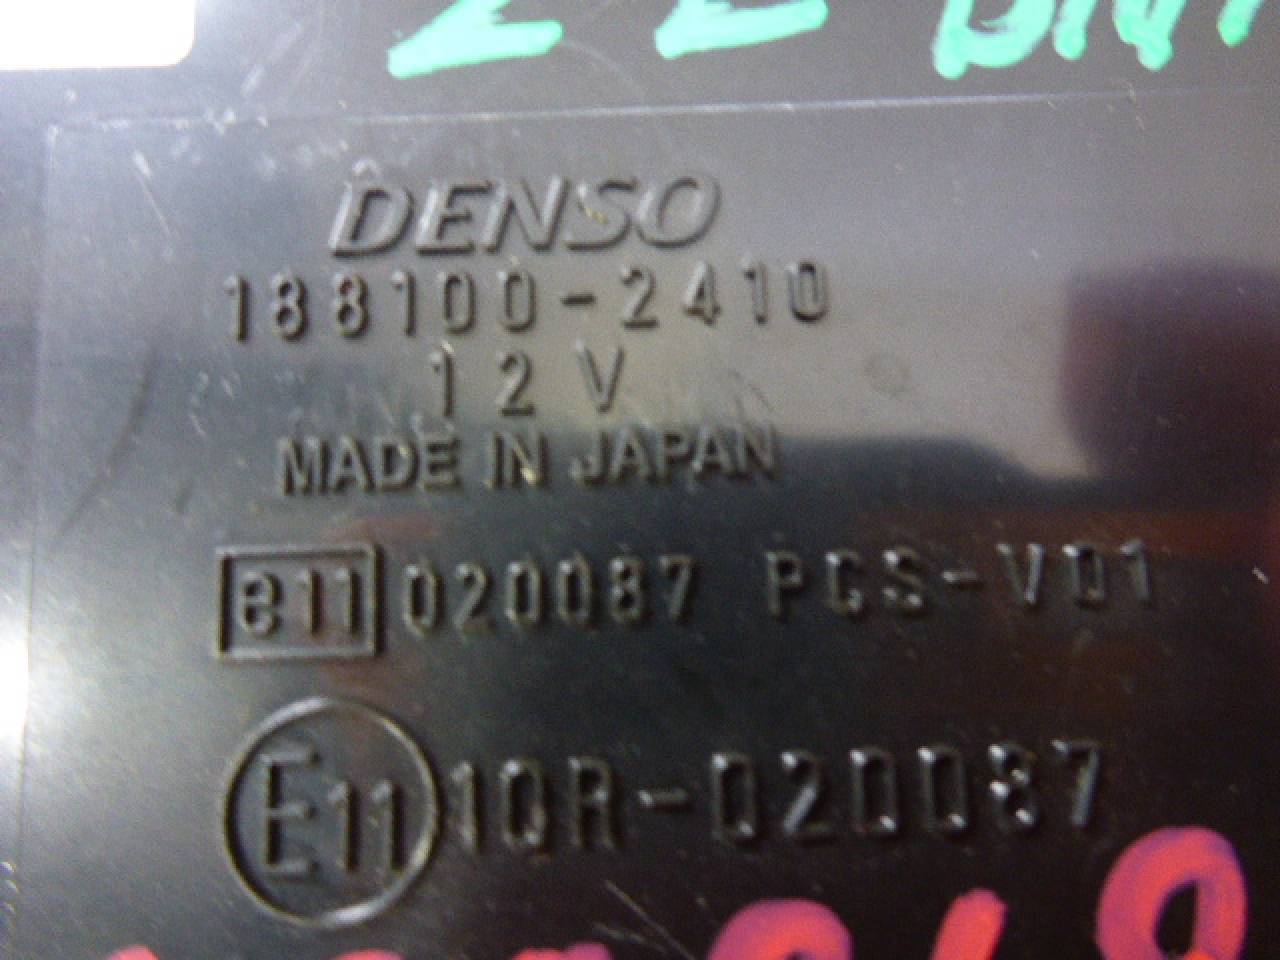 DENSO
188100-2410
12V
MADE IN JAPAN
e11 020087 PCS-V01
E11 10R-020087